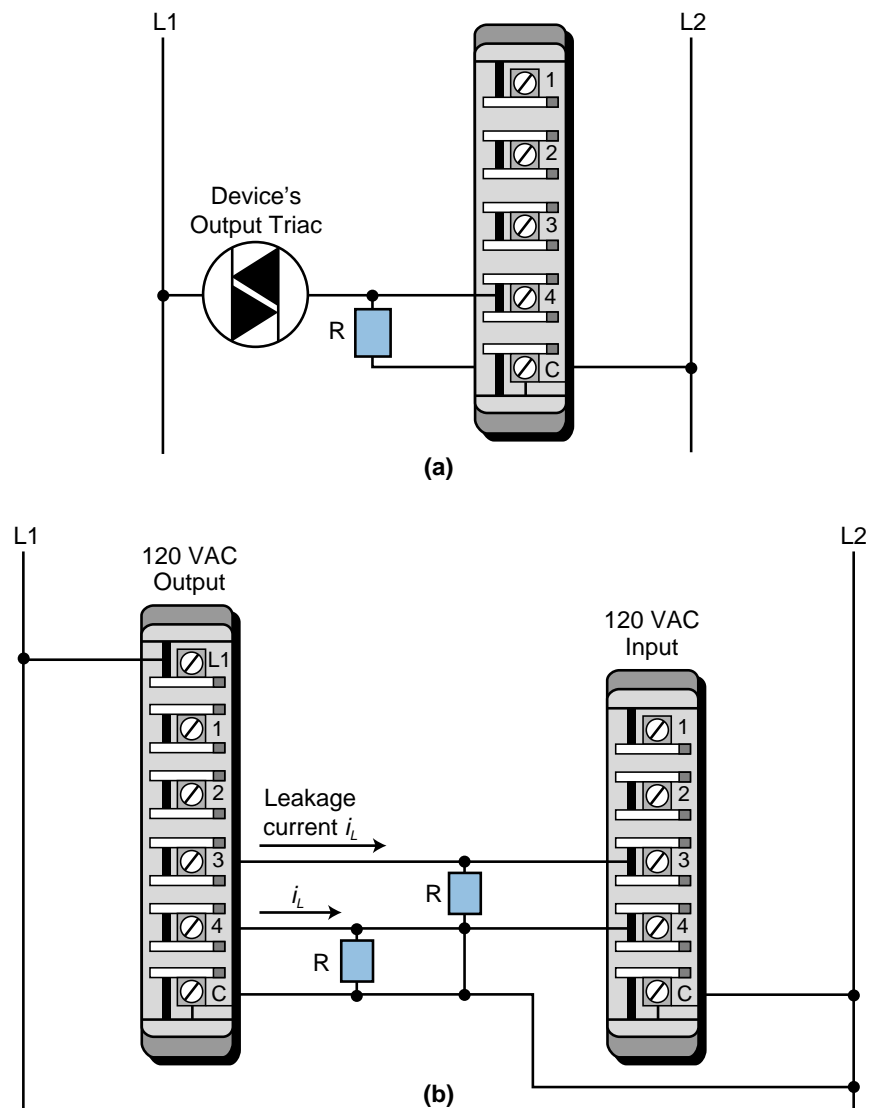 L1
L2
1
2
3
4
C
Device's
Output Triac
R
(a)
L1
L2
120 VAC
Output
L1
1
2
3
4
C
Leakage
current iL
iL
R
R
120 VAC
Input
1
2
3
4
C
(b)